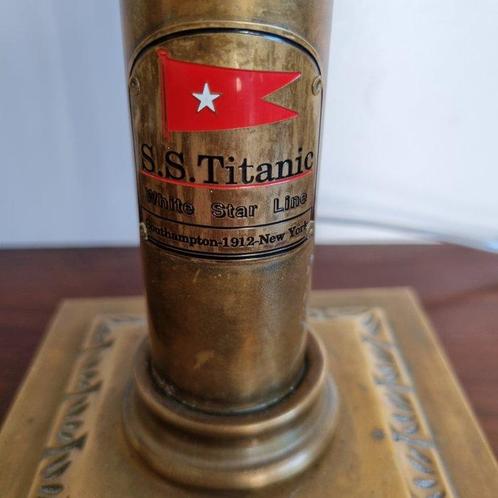 S.S.Titanic
White Star Line
Southampton-1912-New York